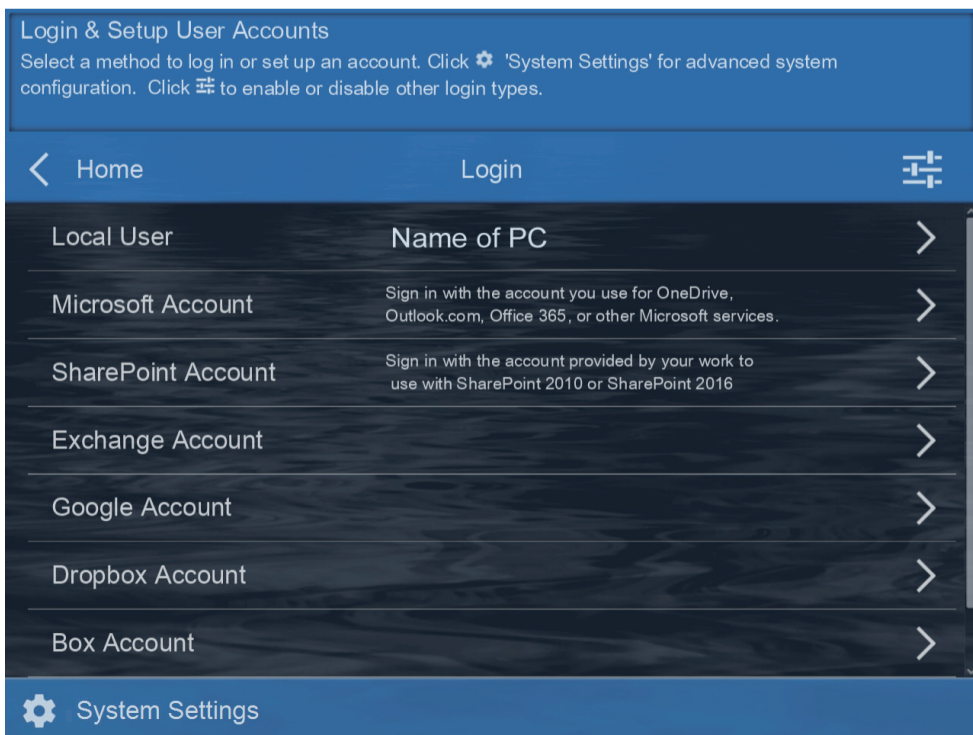 Login & Setup User Accounts
Select a method to log in or set up an account. Click 'System Settings' for advanced system
configuration. Click to enable or disable other login types.
Home
Login
Local User
Name of PC
Microsoft Account
Sign in with the account you use for OneDrive,
Outlook.com, Office 365, or other Microsoft services.
SharePoint Account
Sign in with the account provided by your work to
use with SharePoint 2010 or SharePoint 2016
Exchange Account
Google Account
Dropbox Account
Box Account
System Settings